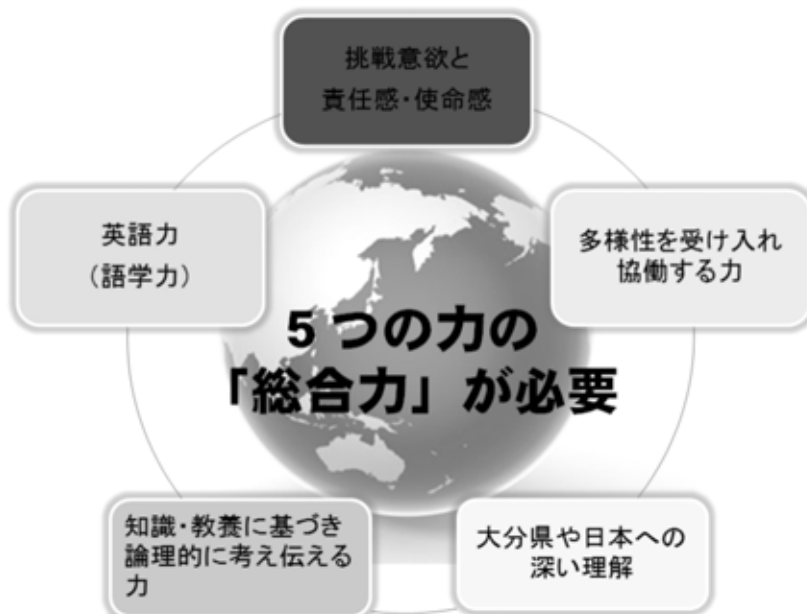 挑戦意欲と
責任感・使命感
英語力
（語学力）
多様性を受け入れ
協働する力
5つの力の
「総合力」が必要
知識・教養に基づき
論理的に考え伝える
力
大分県や日本への
深い理解